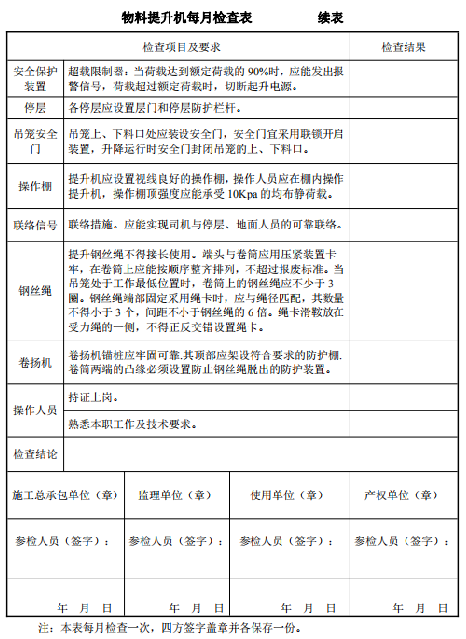 物料提升机每月检查表 续表
检查项目及要求 检查结果
安全保护
装置
超载限制器：当荷载达到额定荷载的 90%时，应能发出报
警信号，荷载超过额定荷载时，切断起升电源。
停层 各停层应设置层门和停层防护栏杆。
吊笼安全
门
吊笼上、下料口处应装设安全门，安全门宜采用联锁开启
装置，升降运行时安全门封闭吊笼的上、下料口。
操作棚
提升机应设置视线良好的操作棚，操作人员应在棚内操作
提升机，操作棚顶强度应能承受 10Kpa 的均布静荷载。
联络信号 联络措施。应能实现司机与停层、地面人员的可靠联络。
钢丝绳
提升钢丝绳不得接长使用。端头与卷筒应用压紧装置卡
牢，在卷筒上应能按顺序整齐排列，不超过报废标准。当
吊笼处于工作最低位置时，卷筒上的钢丝绳应不少于 3
圈。钢丝绳端部固定采用绳卡时，应与绳径匹配，其数量
不得小于 3 个，间距不小于钢丝绳的 6 倍。绳卡滑鞍放在
受力绳的一侧，不得正反交错设置绳卡。
卷扬机
卷扬机锚桩应牢固可靠,其顶部应架设符合要求的防护棚.
卷筒两端的凸缘必须设置防止钢丝绳脱出的防护装置。
操作人员
持证上岗。
熟悉本职工作及技术要求。
检查结论
施工总承包单位（章） 监理单位（章） 使用单位（章） 产权单位（章）
参检人员（签字）： 参检人员（签字）： 参检人员（签字）： 参检人员（签字）：
年 月 日 年 月 日 年 月 日 年 月 日
注：本表每月检查一次，四方签字盖章并各保存一份。